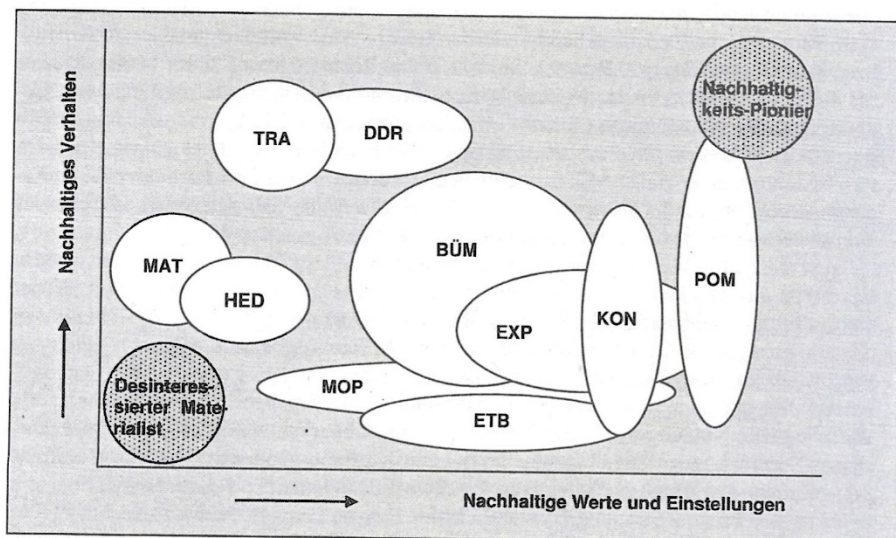 Nachhaltiges Verhalten
Nachhaltig-
keits-Pionier
TRA
DDR
BÜM
MAT
HED
POM
KON
EXP
MOP
Desinteres-
sierter Mate-
rialist
ETB
Nachhaltige Werte und Einstellungen